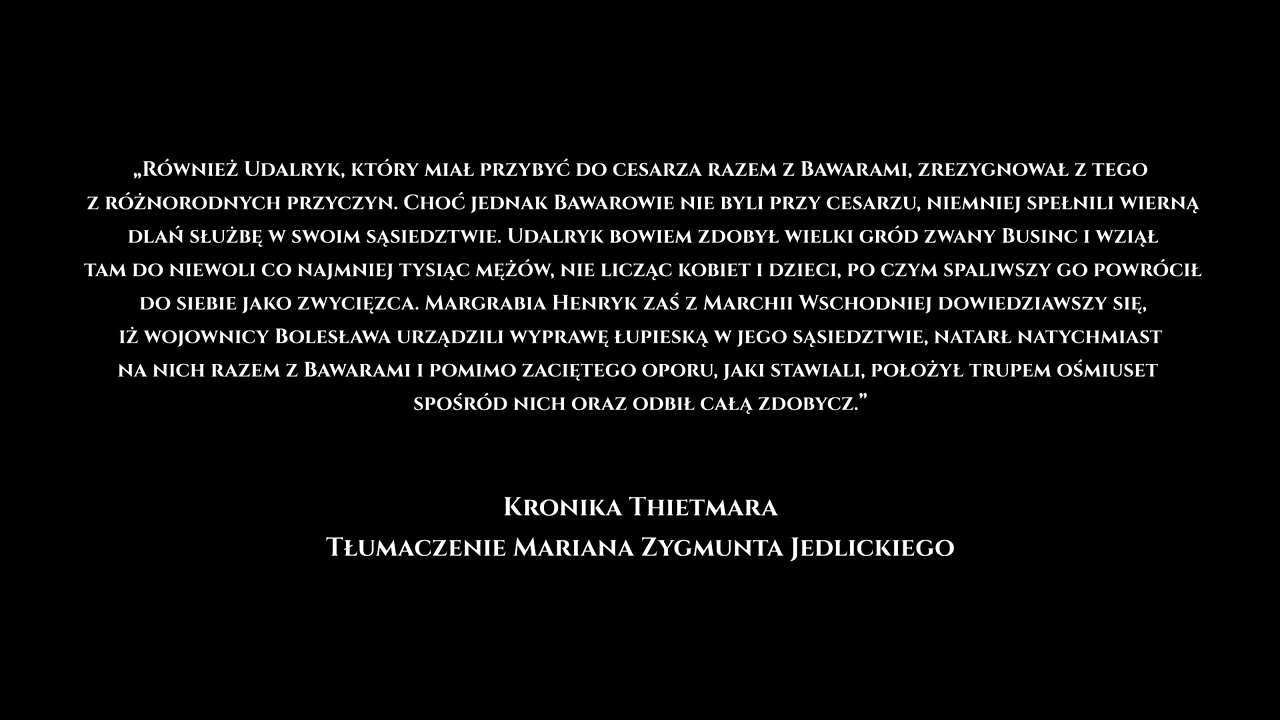 „Również Udalryk, który miał przybyć do cesarza razem z Bawarami, zrezygnował z tego
z różnorodnych przyczyn. Choć jednak Bawarowie nie byli przy cesarzu, niemniej spełnili wierną
dlań służbę w swoim sąsiedztwie. Udalryk bowiem zdobył wielki gród zwany Businc i wziął
tam do niewoli co najmniej tysiąc mężów, nie licząc kobiet i dzieci, po czym spaliwszy go powrócił
do siebie jako zwycięzca. Margrabia Henryk zaś z Marchii Wschodniej dowiedziawszy się,
iż wojownicy Bolesława urządzili wyprawę łupieską w jego sąsiedztwie, natarł natychmiast
na nich razem z Bawarami i pomimo zaciętego oporu, jaki stawiali, położył trupem ośmiuset
spośród nich oraz odbił całą zdobycz.”
Kronika Thietmara
Tłumaczenie Mariana Zygmunta Jedlickiego